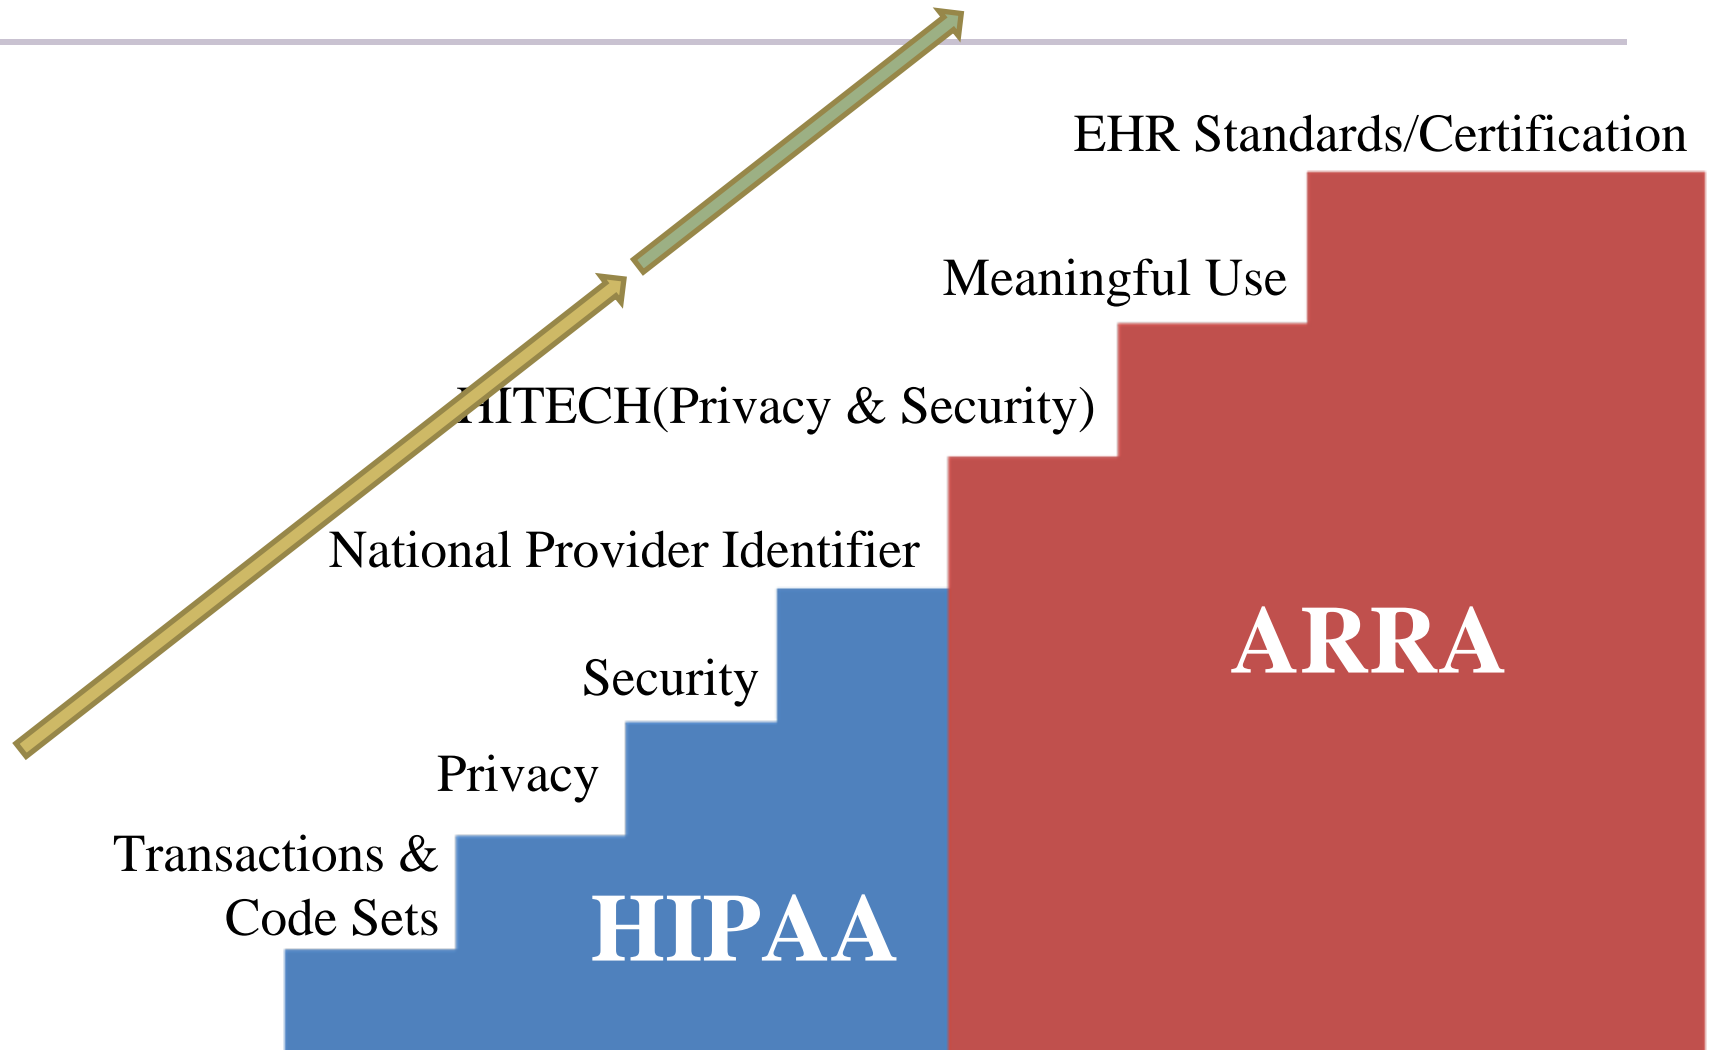 EHR Standards/Certification
Meaningful Use
HITECH(Privacy & Security)
National Provider Identifier
ARRA
Security
Privacy
Transactions &
Code Sets
HIPAA